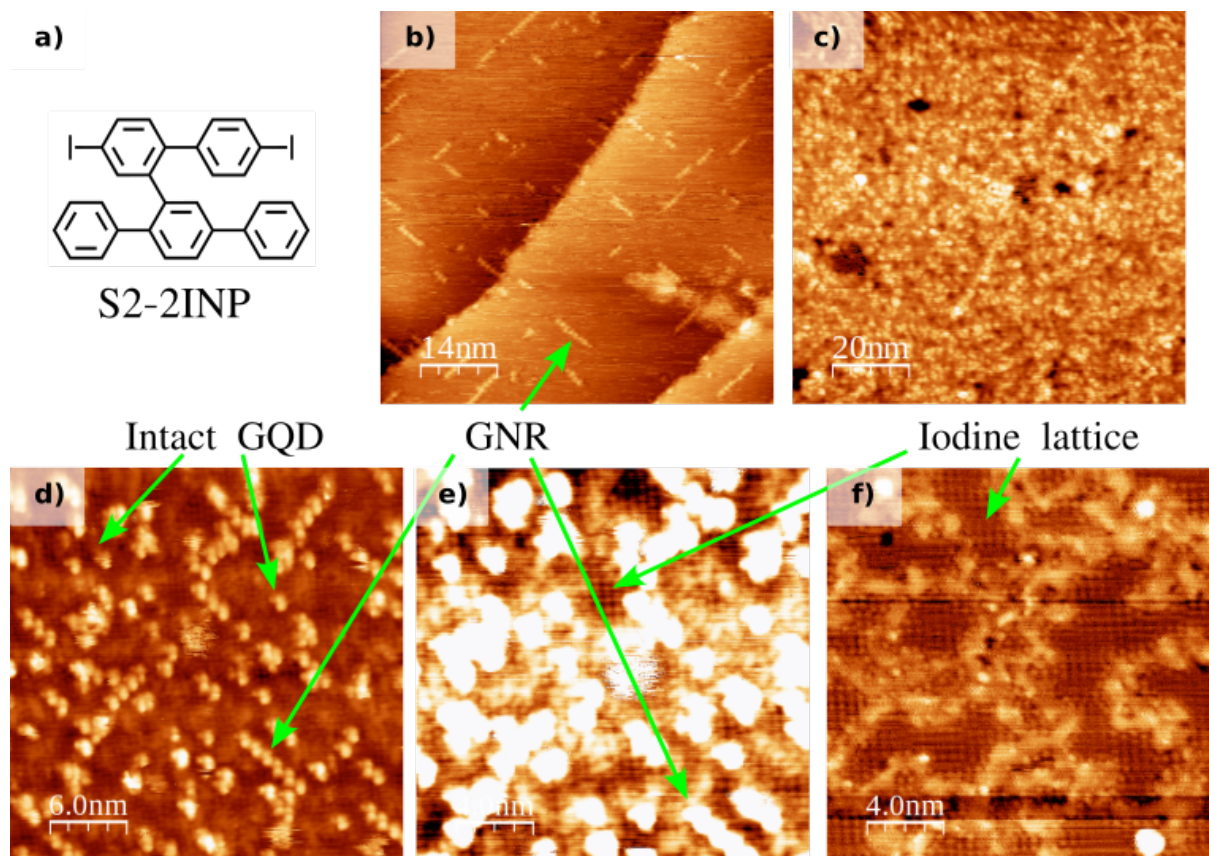 a)
b)
c)
I
I
S2-2INP
14nm
20nm
Intact GQD
GNR
Iodine lattice
d)
e)
f)
6.0nm
4.0nm